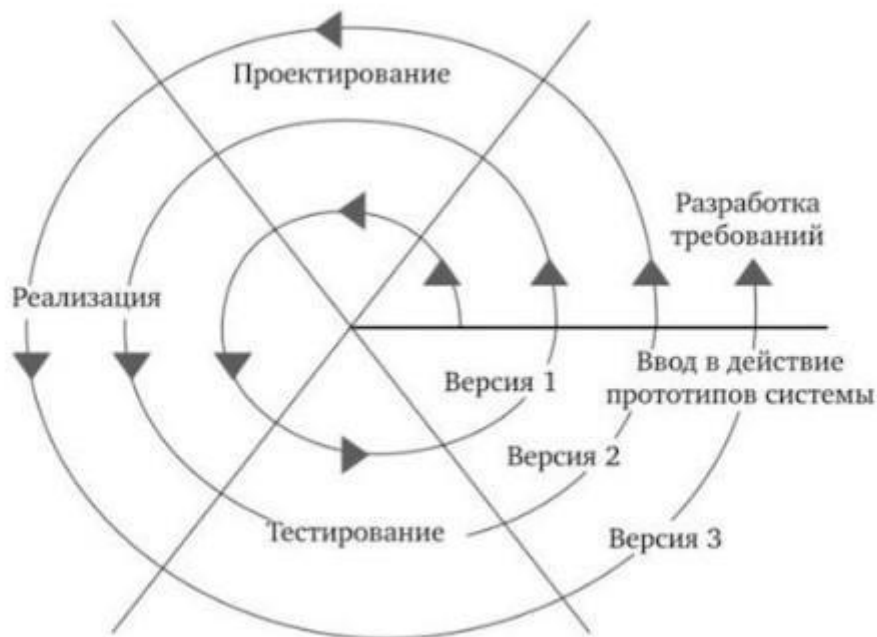 Проектирование
Разработка
требований
Реализация
Ввод в действие
прототипов системы
Версия 1
Версия 2
Тестирование
Версия 3